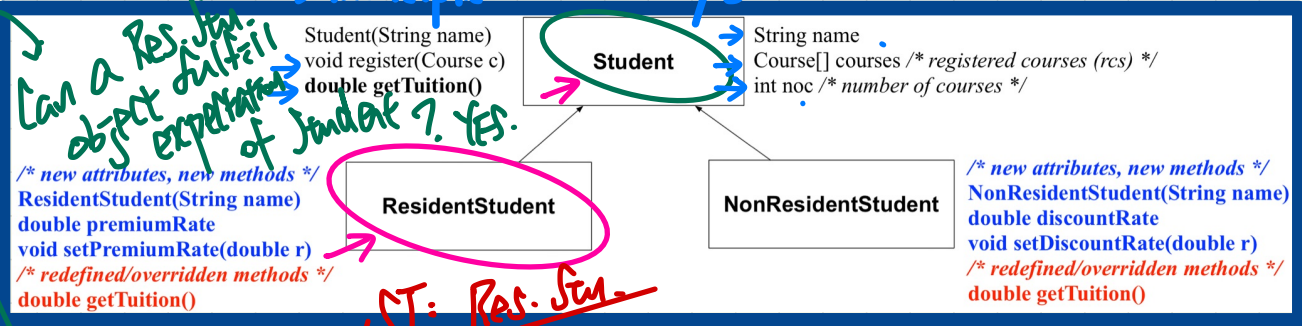 Can a Res. Stu.
object fulfill
expectation
of Student? YES.
Student(String name)
void register(Course c)
double getTuition()
Student
String name
Course[] courses /* registered courses (rcs) */
int noc /* number of courses */
/* new attributes, new methods */
ResidentStudent(String name)
double premiumRate
void setPremiumRate(double r)
/* redefined/overridden methods */
double getTuition()
ResidentStudent
NonResidentStudent
/* new attributes, new methods */
NonResidentStudent(String name)
double discountRate
void setDiscountRate(double r)
/* redefined/overridden methods */
double getTuition()
ST: Res. Stu.